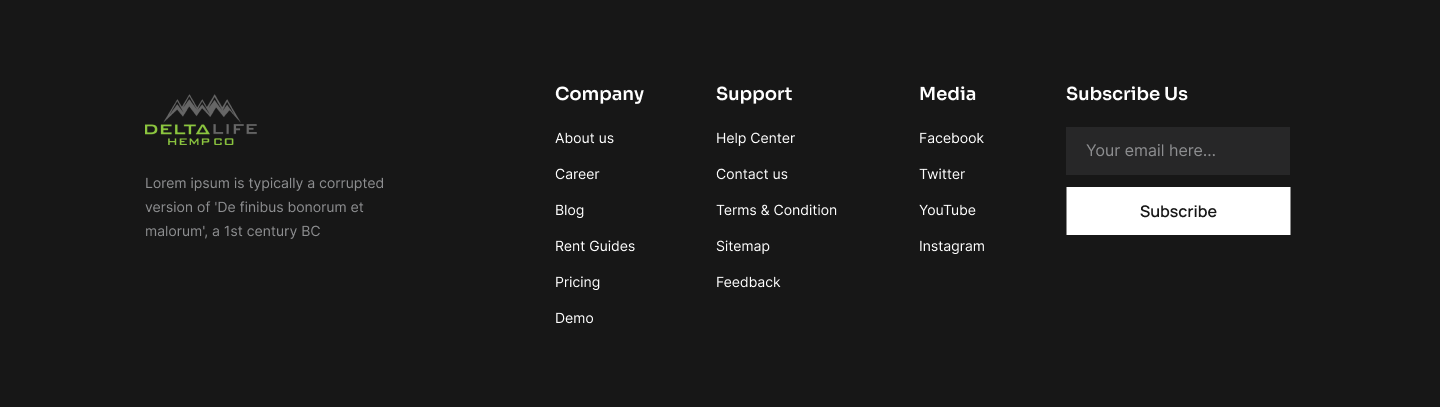 DELTA LIFE
HEMP CO
Lorem ipsum is typically a corrupted
version of 'De finibus bonorum et
malorum', a 1st century BC
Company
About us
Career
Blog
Rent Guides
Pricing
Demo
Support
Help Center
Contact us
Terms & Condition
Sitemap
Feedback
Media
Facebook
Twitter
YouTube
Instagram
Subscribe Us
Your email here...
Subscribe